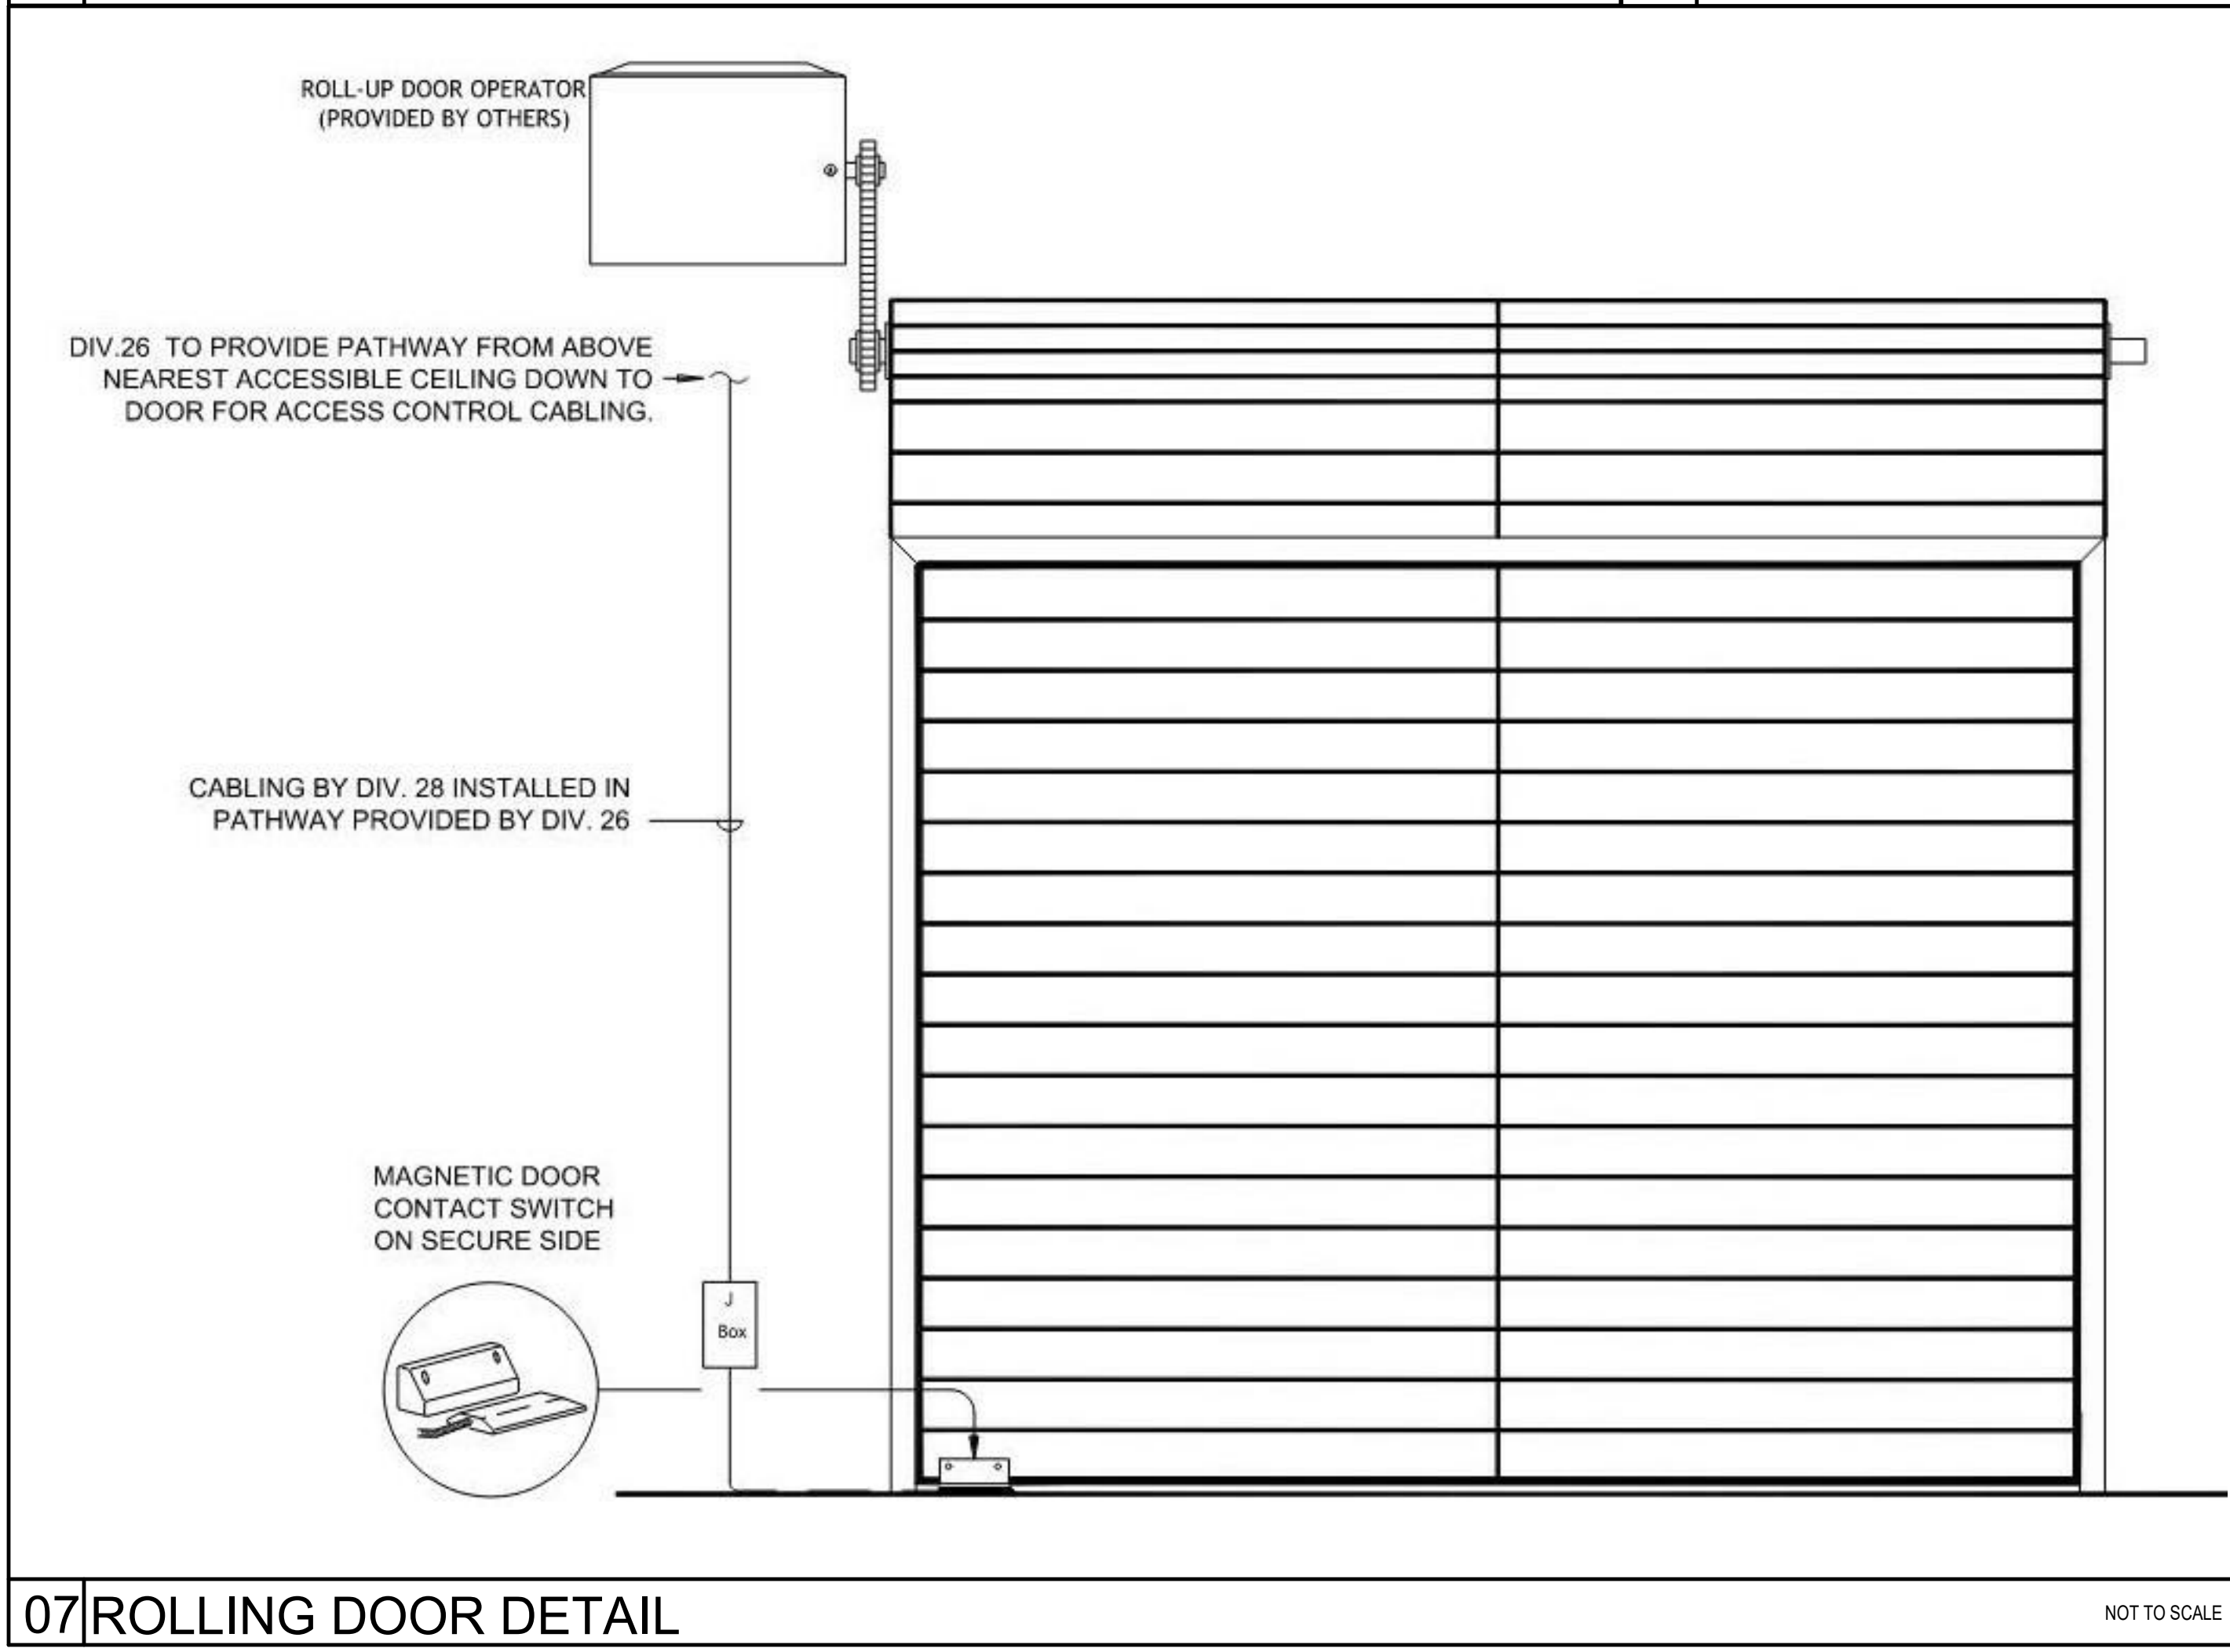 ROLL-UP DOOR OPERATOR
(PROVIDED BY OTHERS)
DIV.26 TO PROVIDE PATHWAY FROM ABOVE
NEAREST ACCESSIBLE CEILING DOWN TO
DOOR FOR ACCESS CONTROL CABLING.
CABLING BY DIV. 28 INSTALLED IN
PATHWAY PROVIDED BY DIV. 26
MAGNETIC DOOR
CONTACT SWITCH
ON SECURE SIDE
J
Box
07 ROLLING DOOR DETAIL
NOT TO SCALE